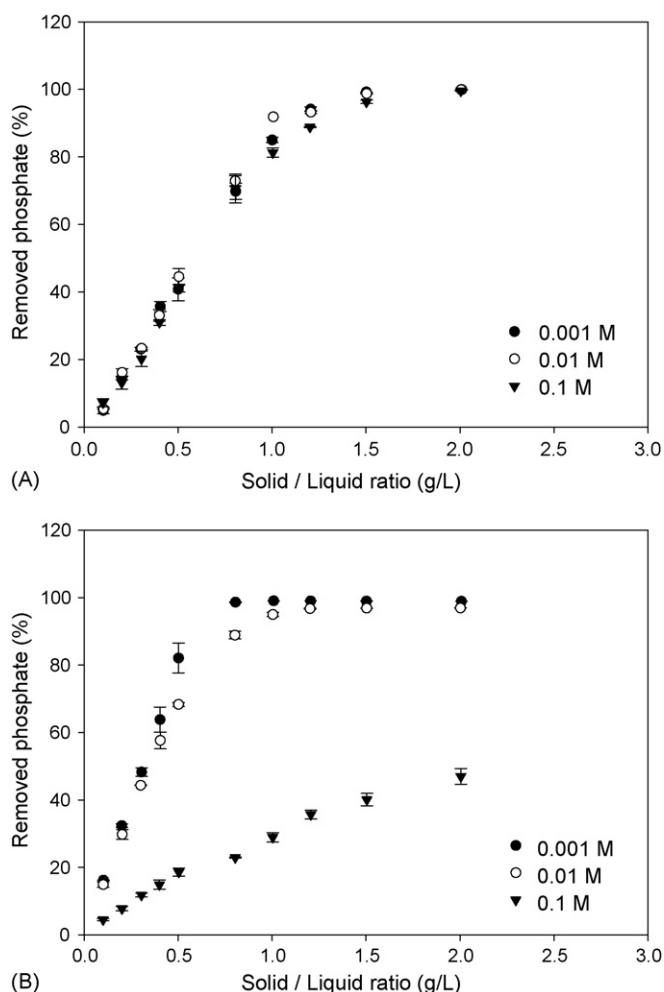 120
100
80
60
40
20
0
Removed phosphate (%)
0.001 M
0.01 M
0.1 M
0.0 0.5 1.0 1.5 2.0 2.5 3.0
(A) Solid / Liquid ratio (g/L)
120
100
80
60
40
20
0
Removed phosphate (%)
0.001 M
0.01 M
0.1 M
0.0 0.5 1.0 1.5 2.0 2.5 3.0
(B) Solid / Liquid ratio (g/L)